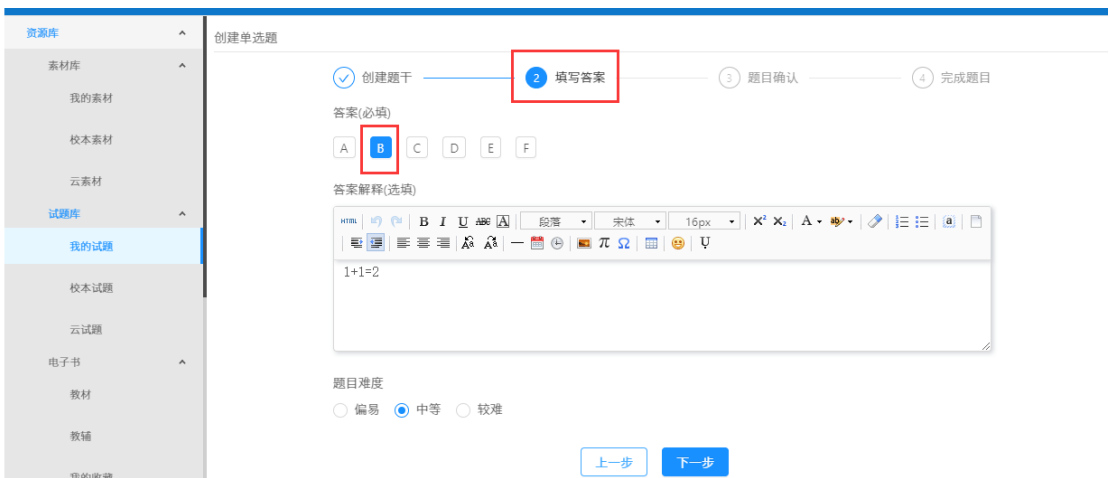 资源库
素材库
我的素材
校本素材
云素材
试题库
我的试题
校本试题
云试题
电子书
教材
教辅
我的收藏
创建单选题
创建题干
2 填写答案
3 题目确认
4 完成题目
答案(必填)
A B C D E F
答案解释(选填)
HTML B I U ABC A 段落 宋体 16px X² X₂ A ab a
π Ω
1+1=2
题目难度
偏易 中等 较难
上一步 下一步